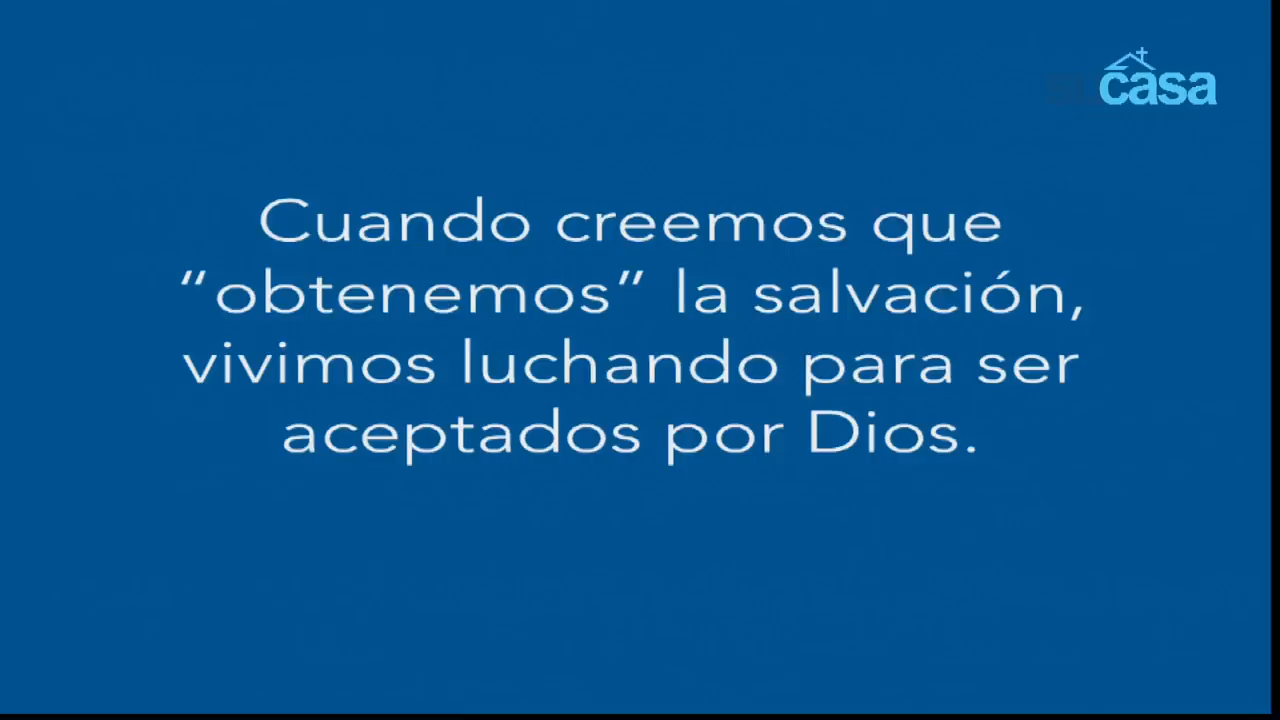 casa
Cuando creemos que
“obtenemos” la salvación,
vivimos luchando para ser
aceptados por Dios.